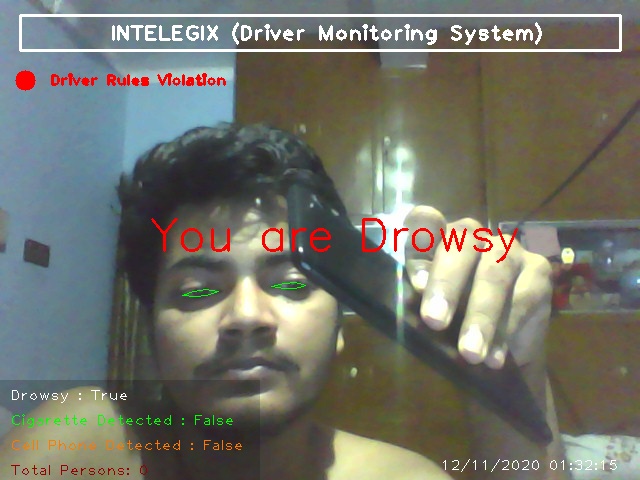 INTELEGIX (Driver Monitoring System)
Driver Rules Violation
You are Drowsy
Drowsy : True
Cigarette Detected : False
Cell Phone Detected : False
Total Persons: 0
12/11/2020 01:32:15